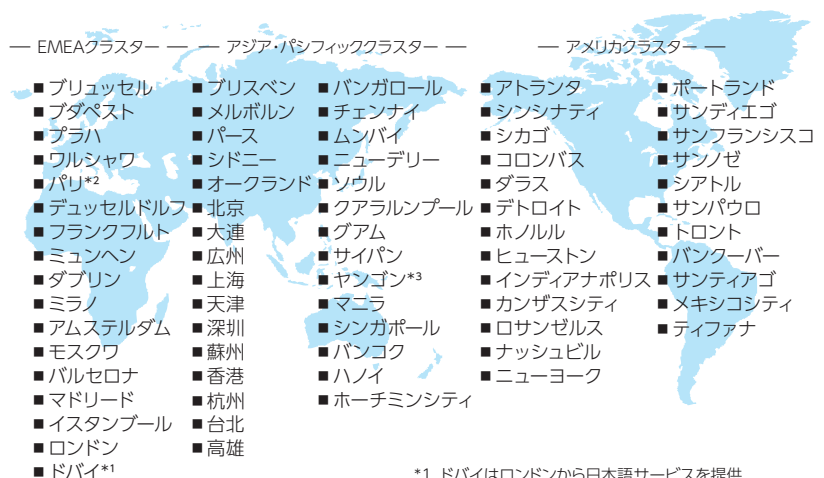 EMEAクラスター
■ ブリュッセル
■ ブダペスト
■ プラハ
■ ワルシャワ
■ パリ*2
■ デュッセルドルフ
■ フランクフルト
■ ミュンヘン
■ ダブリン
■ ミラノ
■ アムステルダム
■ モスクワ
■ バルセロナ
■ マドリード
■ イスタンブール
■ ロンドン
■ ドバイ*1
アジア・パシフィッククラスター
■ ブリスベン
■ メルボルン
■ パース
■ シドニー
■ オークランド
■ 北京
■ 大連
■ 広州
■ 上海
■ 天津
■ 深圳
■ 蘇州
■ 香港
■ 杭州
■ 台北
■ 高雄
■ バンガロール
■ チェンナイ
■ ムンバイ
■ ニューデリー
■ ソウル
■ クアラルンプール
■ グアム
■ サイパン
■ ヤンゴン*3
■ マニラ
■ シンガポール
■ バンコク
■ ハノイ
■ ホーチミンシティ
アメリカクラスター
■ アトランタ
■ シンシナティ
■ シカゴ
■ コロンバス
■ ダラス
■ デトロイト
■ ホノルル
■ ヒューストン
■ インディアナポリス
■ カンザスシティ
■ ロサンゼルス
■ ナッシュビル
■ ニューヨーク
■ ポートランド
■ サンディエゴ
■ サンフランシスコ
■ サンノゼ
■ シアトル
■ サンパウロ
■ トロント
■ バンクーバー
■ サンティアゴ
■ メキシコシティ
■ ティファナ
*1 ドバイはロンドンから日本語サービスを提供